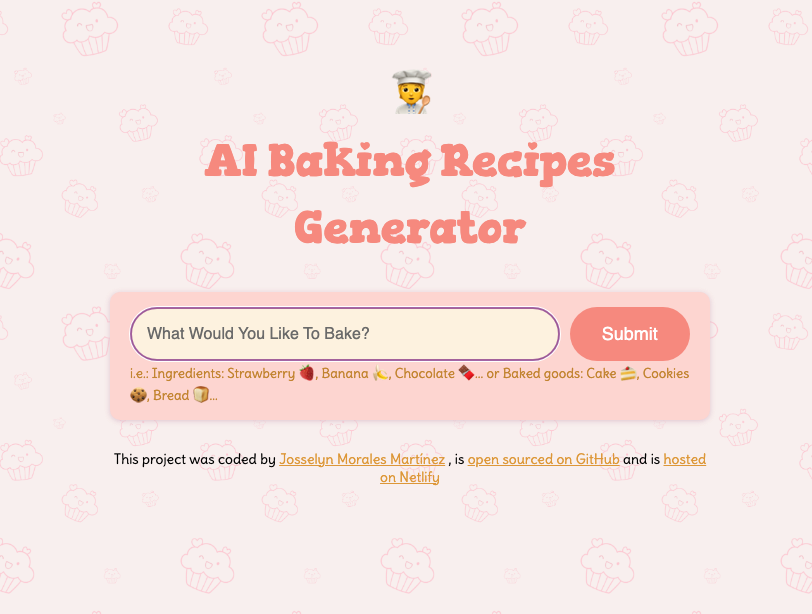 AI Baking Recipes
Generator
What Would You Like To Bake?
Submit
i.e.: Ingredients: Strawberry 🍓, Banana 🍌, Chocolate 🍫... or Baked goods: Cake 🍰, Cookies
🍪, Bread 🍞...
This project was coded by Josselyn Morales Martínez , is open sourced on GitHub and is hosted
on Netlify